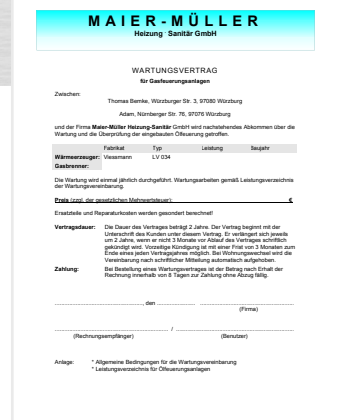 MAIER-MÜLLER
Heizung · Sanitär GmbH
WARTUNGSVERTRAG
für Gasfeuerungsanlagen
Zwischen:
Thomas Bemke, Würzburger Str. 3, 97080 Würzburg
Adam, Nürnberger Str. 76, 97076 Würzburg
und der Firma Maier-Müller Heizung-Sanitär GmbH wird nachstehendes Abkommen über die
Wartung und die Überprüfung der eingebauten Ölfeuerung getroffen.
Fabrikat Typ Leistung Baujahr
Wärmeerzeuger: Viessmann LV 034
Gasbrenner:
Die Wartung wird einmal jährlich durchgeführt. Wartungsarbeiten gemäß Leistungsverzeichnis
der Wartungsvereinbarung.
Preis (zzgl. der gesetzlichen Mehrwertsteuer): €
Ersatzteile und Reparaturkosten werden gesondert berechnet!
Vertragsdauer: Die Dauer des Vertrages beträgt 2 Jahre. Der Vertrag beginnt mit der
Unterschrift des Kunden unter diesem Vertrag. Er verlängert sich jeweils
um 2 Jahre, wenn er nicht 3 Monate vor Ablauf des Vertrages schriftlich
gekündigt wird. Vorzeitige Kündigung ist mit einer Frist von 3 Monaten zum
Ende eines jeden Vertragsjahres möglich. Bei Wohnungswechsel wird die
Vereinbarung nach schriftlicher Mitteilung automatisch aufgehoben.
Zahlung: Bei Bestellung eines Wartungsvertrages ist der Betrag nach Erhalt der
Rechnung innerhalb von 8 Tagen zur Zahlung ohne Abzug fällig.
, den
(Firma)
/
(Rechnungsempfänger) (Benutzer)
Anlage: * Allgemeine Bedingungen für die Wartungsvereinbarung
* Leistungsverzeichnis für Ölfeuerungsanlagen